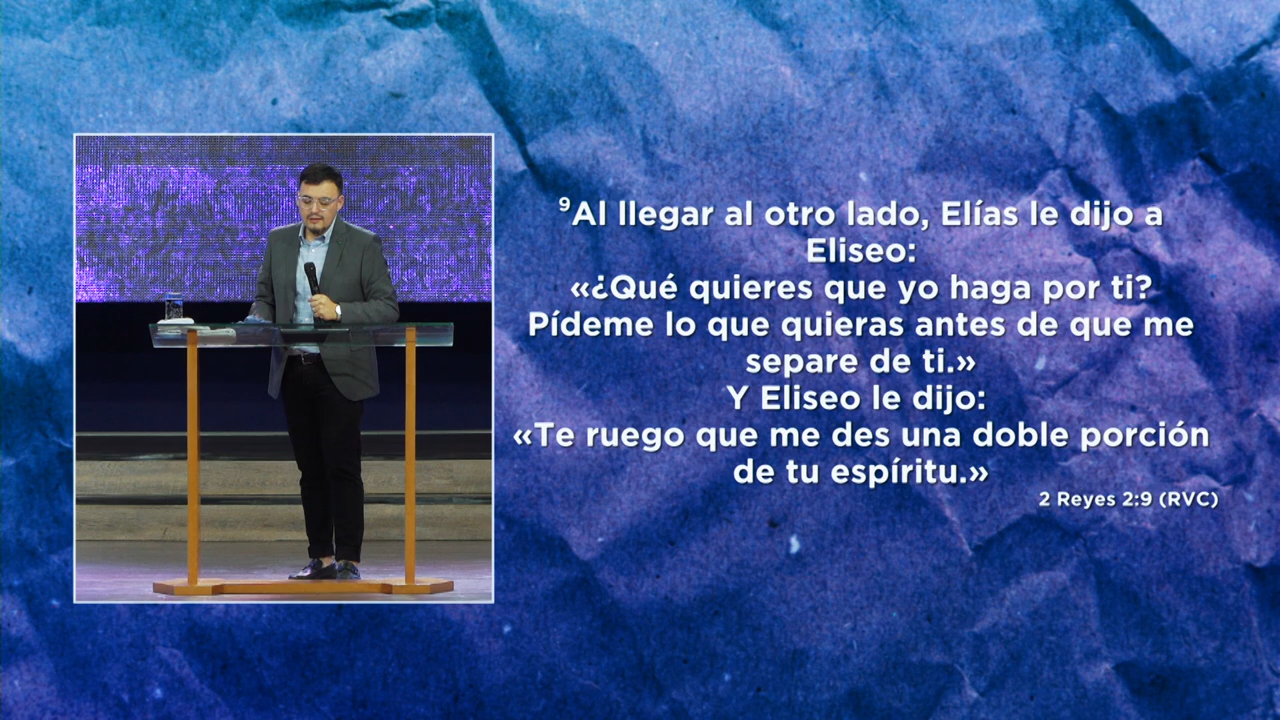 ⁹Al llegar al otro lado, Elías le dijo a
Eliseo:
«¿Qué quieres que yo haga por ti?
Pídeme lo que quieras antes de que me
separe de ti.»
Y Eliseo le dijo:
«Te ruego que me des una doble porción
de tu espíritu.»
2 Reyes 2:9 (RVC)